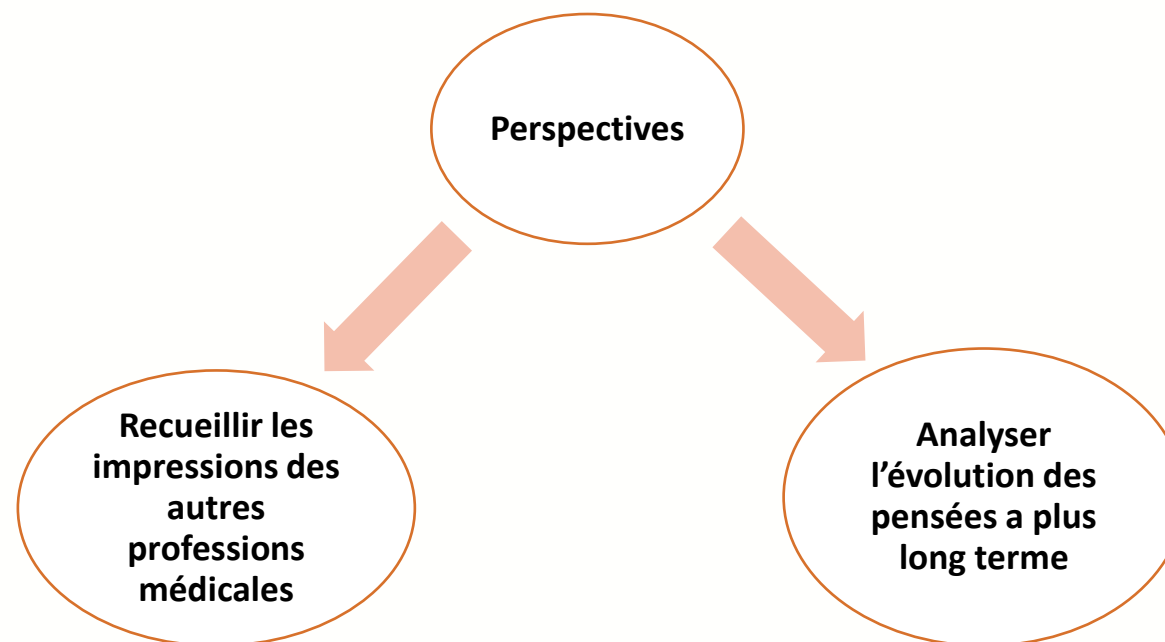 Perspectives
Recueillir les
impressions des
autres
professions
médicales
Analyser
l’évolution des
pensées a plus
long terme